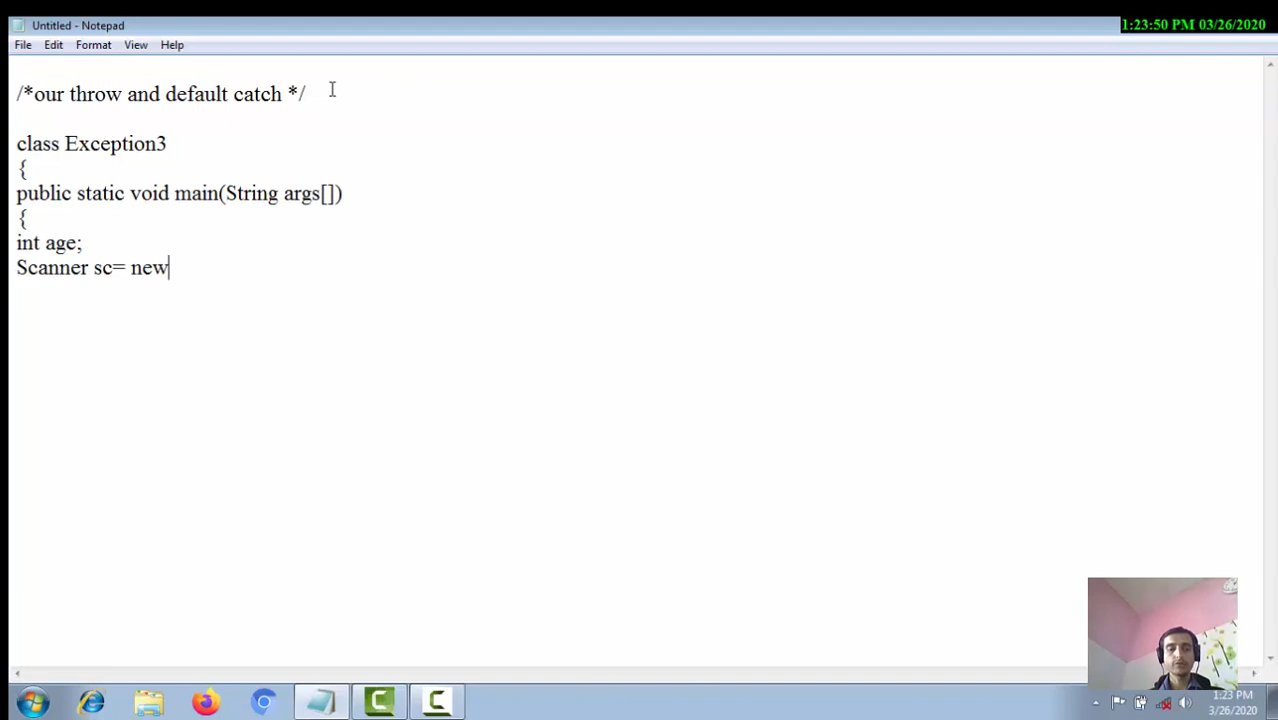 Untitled - Notepad
1:23:50 PM 03/26/2020
File Edit Format View Help
/*our throw and default catch */
class Exception3
{
public static void main(String args[])
{
int age;
Scanner sc= new
1:23 PM
3/26/2020